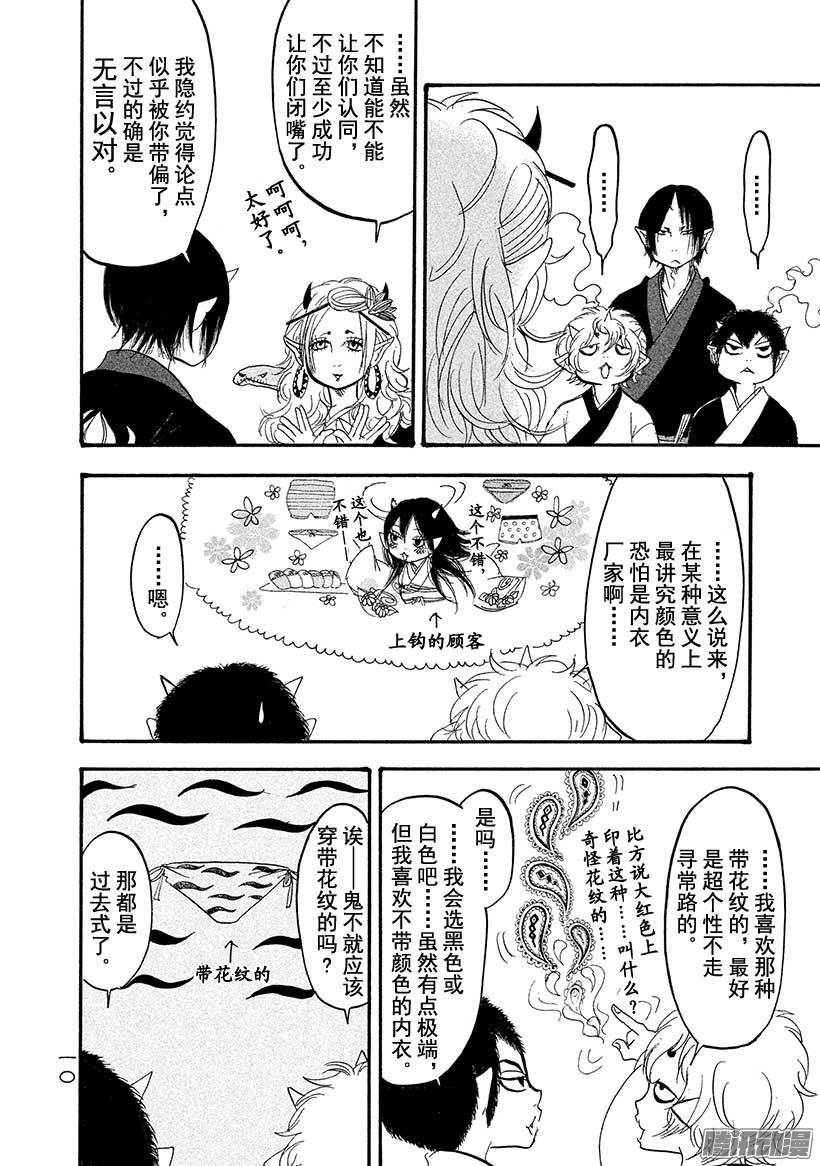 ……
……
……虽然
不知道能不能
让你们认同，
不过至少成功
让你们闭嘴了。
呵呵呵，
太好了。
我隐约觉得论点
似乎被你带偏了，
不过的确是
无言以对。
……这么说来，
在某种意义上
最讲究颜色的
恐怕是内衣
厂家啊……
这个不错，
这个也
不错—
↑
上钩的顾客
……嗯。
……我喜欢那种
带花纹的，最好
是超个性不走
寻常路的。
比方说大红色上
印着这种……叫什么？
奇怪花纹的……
是吗……
……我会选黑色或
白色吧……虽然有点极端，
但我喜欢不带颜色的内衣。
诶——鬼不就应该
穿带花纹的吗？
↑
带花纹的
那都是
过去式了。
一〇
腾讯动漫